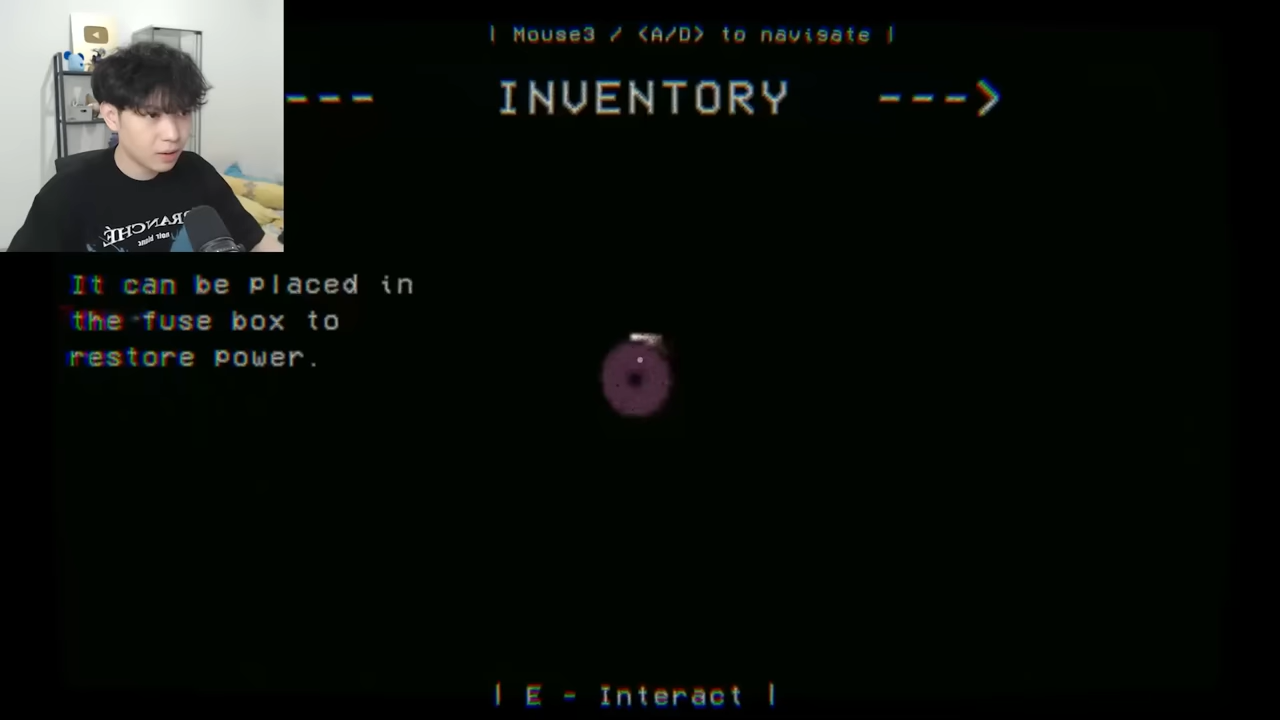 | Mouse3 / <A/D> to navigate |
--- INVENTORY --->
It can be placed in
the fuse box to
restore power.
| E - Interact |